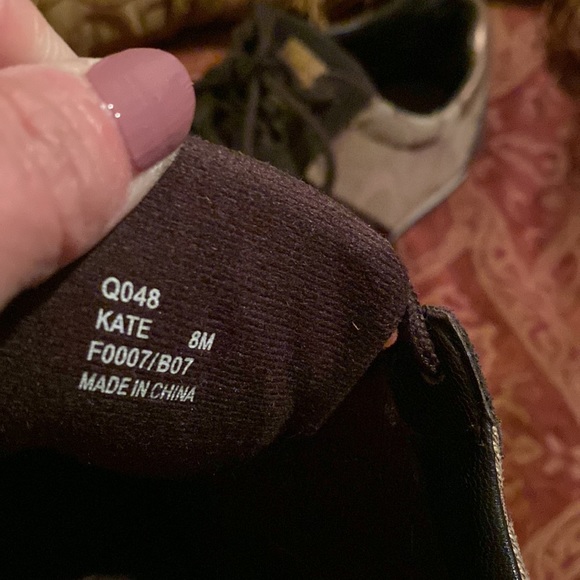 Q048
KATE 8M
F0007/B07
MADE IN CHINA